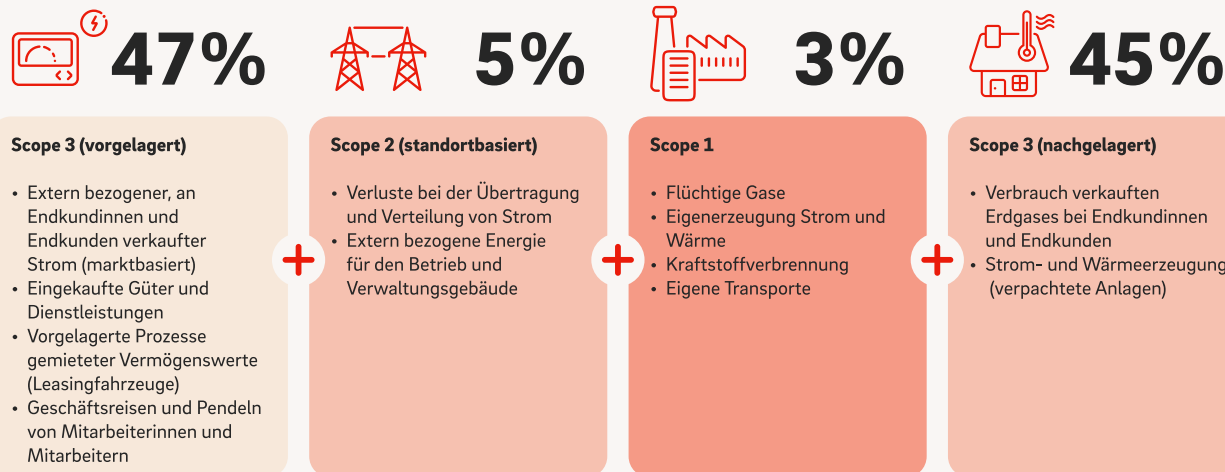 47%
5%
3%
45%
Scope 3 (vorgelagert)
• Extern bezogener, an
Endkundinnen und
Endkunden verkaufter
Strom (marktbasiert)
• Eingekaufte Güter und
Dienstleistungen
• Vorgelagerte Prozesse
gemieteter Vermögenswerte
(Leasingfahrzeuge)
• Geschäftsreisen und Pendeln
von Mitarbeiterinnen und
Mitarbeitern
+
Scope 2 (standortbasiert)
• Verluste bei der Übertragung
und Verteilung von Strom
• Extern bezogene Energie
für den Betrieb und
Verwaltungsgebäude
+
Scope 1
• Flüchtige Gase
• Eigenerzeugung Strom und
Wärme
• Kraftstoffverbrennung
• Eigene Transporte
+
Scope 3 (nachgelagert)
• Verbrauch verkauften
Erdgases bei Endkundinnen
und Endkunden
• Strom- und Wärmeerzeugung
(verpachtete Anlagen)